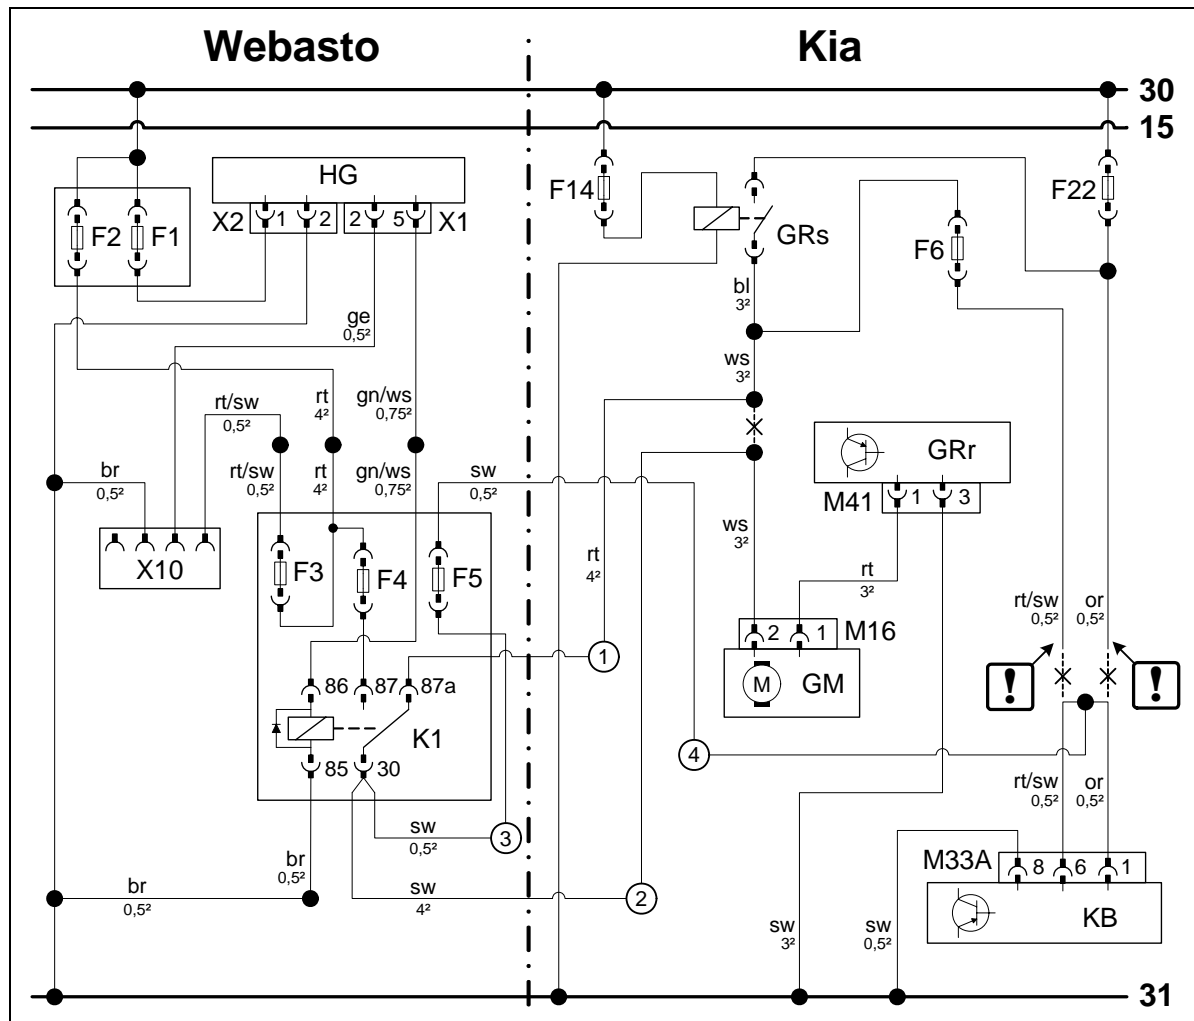 Webasto
Kia
30
15
HG
X2 1 2 2 5 X1
F2 F1
F14
GRs
F6
F22
ge
0,5²
bl
3²
ws
3²
rt/sw
0,5²
rt
4²
gn/ws
0,75²
br
0,5²
rt/sw
0,5²
rt
4²
gn/ws
0,75²
sw
0,5²
GRr
M41 1 3
X10
F3 F4 F5
rt
4²
ws
3²
rt
3²
rt/sw
0,5²
or
0,5²
2 1 M16
M GM
1
! !
86 87 87a
K1
85 30
4
rt/sw
0,5²
or
0,5²
sw
0,5²
3
br
0,5²
br
0,5²
sw
4²
2
M33A 8 6 1
KB
sw
3²
sw
0,5²
31